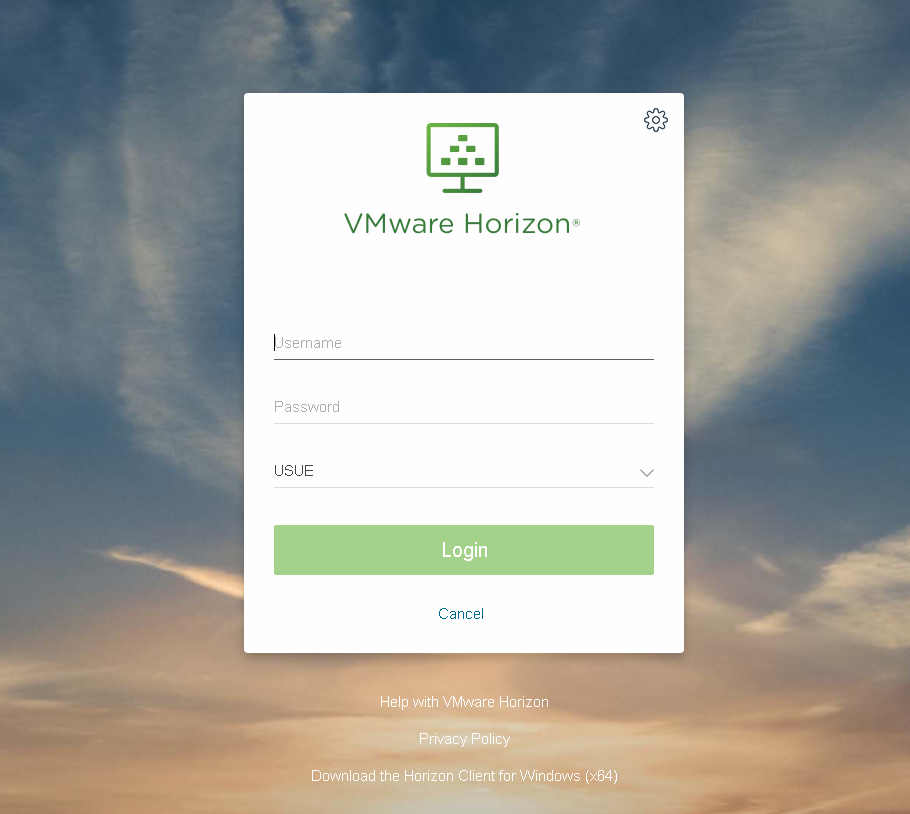 VMware Horizon®
Username
Password
USUE
Login
Cancel
Help with VMware Horizon
Privacy Policy
Download the Horizon Client for Windows (x64)